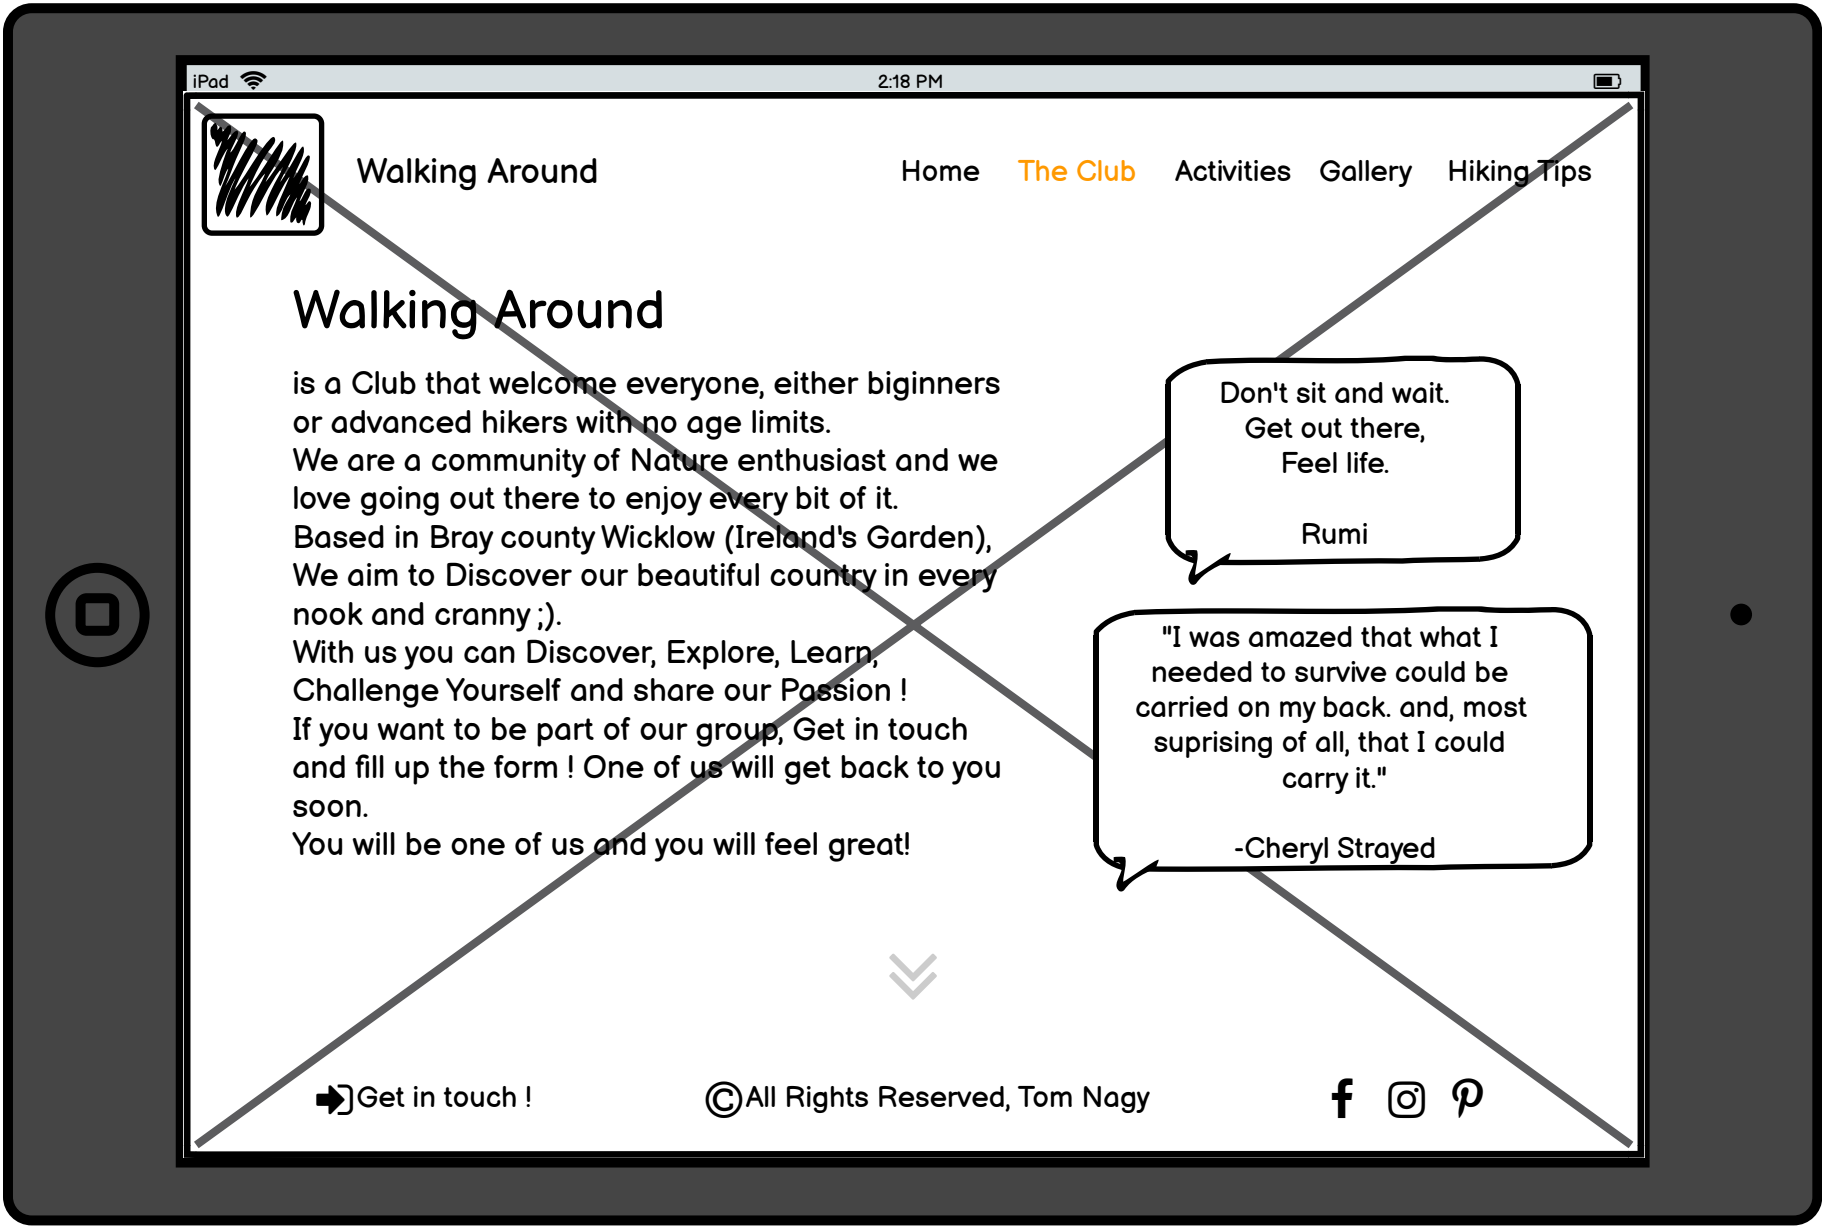 iPad
2:18 PM
Walking Around
Home The Club Activities Gallery Hiking Tips
Walking Around
is a Club that welcome everyone, either biginners
or advanced hikers with no age limits.
We are a community of Nature enthusiast and we
love going out there to enjoy every bit of it.
Based in Bray county Wicklow (Ireland's Garden),
We aim to Discover our beautiful country in every
nook and cranny ;).
With us you can Discover, Explore, Learn,
Challenge Yourself and share our Passion !
If you want to be part of our group, Get in touch
and fill up the form ! One of us will get back to you
soon.
You will be one of us and you will feel great!
Don't sit and wait.
Get out there,
Feel life.
Rumi
"I was amazed that what I
needed to survive could be
carried on my back. and, most
suprising of all, that I could
carry it."
-Cheryl Strayed
Get in touch !
©All Rights Reserved, Tom Nagy